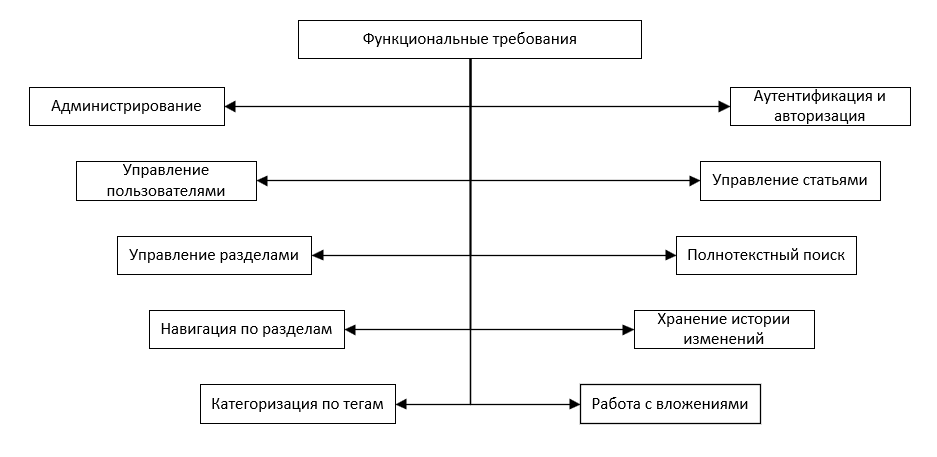 Функциональные требования
Администрирование
Аутентификация и
авторизация
Управление
пользователями
Управление статьями
Управление разделами
Полнотекстный поиск
Навигация по разделам
Хранение истории
изменений
Категоризация по тегам
Работа с вложениями